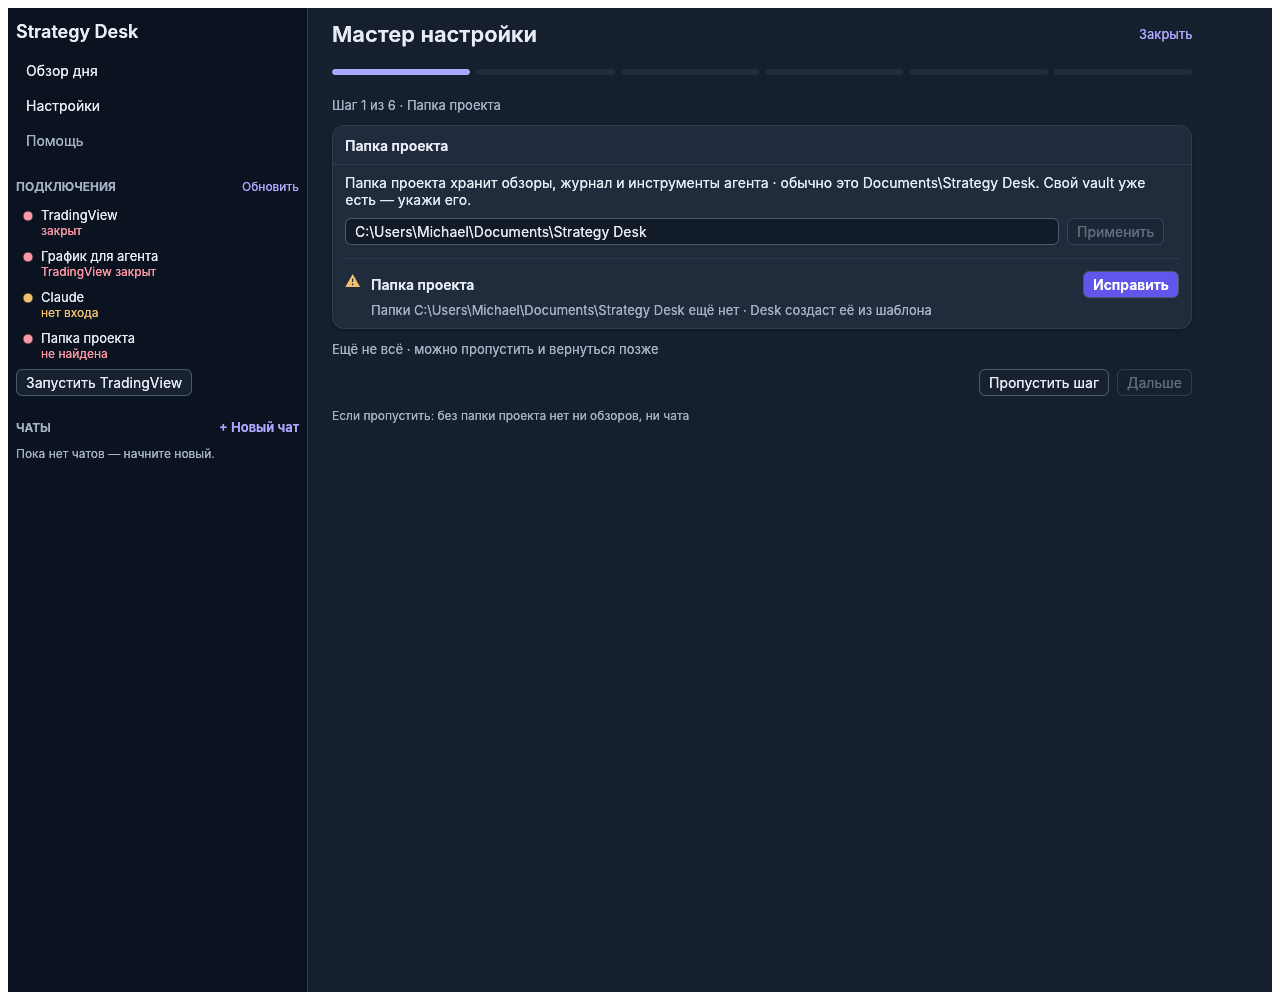 Strategy Desk
Обзор дня
Настройки
Помощь
ПОДКЛЮЧЕНИЯ
Обновить
TradingView
закрыт
График для агента
TradingView закрыт
Claude
нет входа
Папка проекта
не найдена
Запустить TradingView
ЧАТЫ
+ Новый чат
Пока нет чатов — начните новый.
Мастер настройки
Закрыть
Шаг 1 из 6 · Папка проекта
Папка проекта
Папка проекта хранит обзоры, журнал и инструменты агента · обычно это Documents\Strategy Desk. Свой vault уже
есть — укажи его.
C:\Users\Michael\Documents\Strategy Desk
Применить
Папка проекта
Исправить
Папки C:\Users\Michael\Documents\Strategy Desk ещё нет · Desk создаст её из шаблона
Ещё не всё · можно пропустить и вернуться позже
Пропустить шаг
Дальше
Если пропустить: без папки проекта нет ни обзоров, ни чата